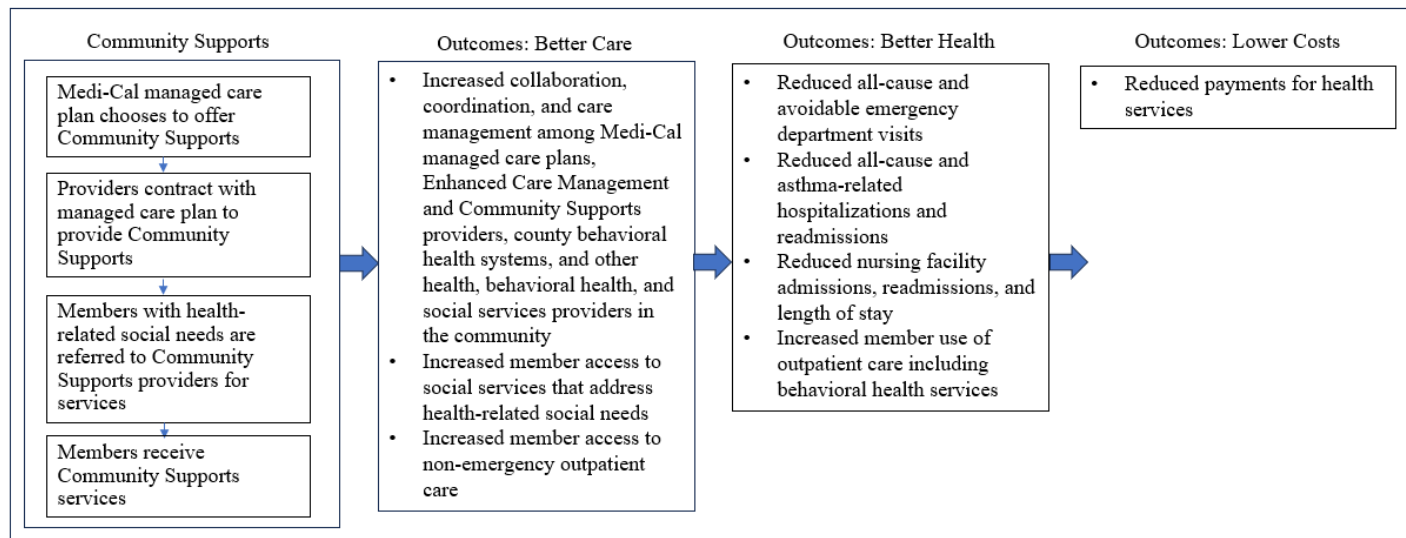 Community Supports
Medi-Cal managed care
plan chooses to offer
Community Supports
Providers contract with
managed care plan to
provide Community
Supports
Members with health-
related social needs are
referred to Community
Supports providers for
services
Members receive
Community Supports
services
Outcomes: Better Care
• Increased collaboration,
coordination, and care
management among Medi-Cal
managed care plans,
Enhanced Care Management
and Community Supports
providers, county behavioral
health systems, and other
health, behavioral health, and
social services providers in
the community
• Increased member access to
social services that address
health-related social needs
• Increased member access to
non-emergency outpatient
care
Outcomes: Better Health
• Reduced all-cause and
avoidable emergency
department visits
• Reduced all-cause and
asthma-related
hospitalizations and
readmissions
• Reduced nursing facility
admissions, readmissions, and
length of stay
• Increased member use of
outpatient care including
behavioral health services
Outcomes: Lower Costs
• Reduced payments for health
services